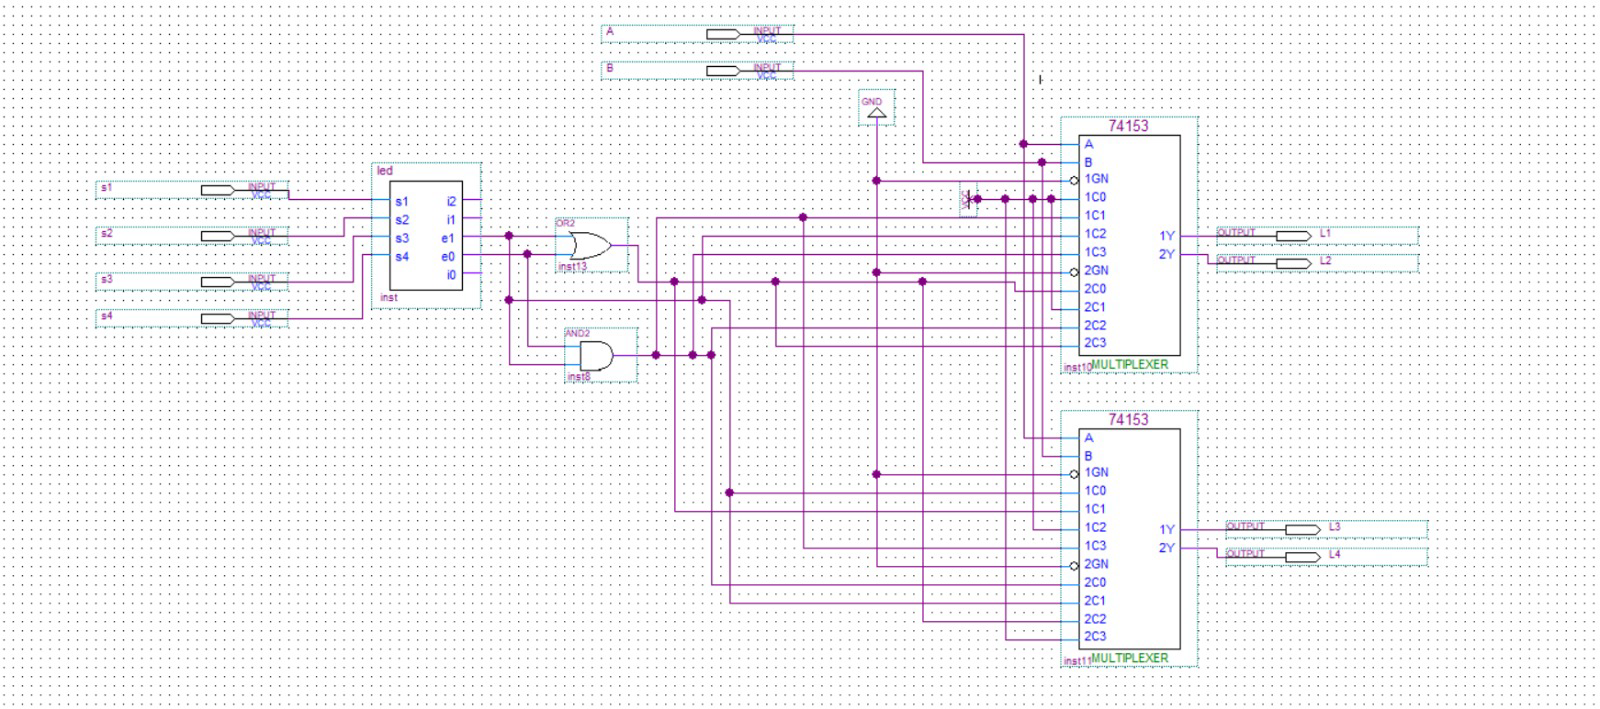 A INPUT
VCC
B INPUT
VCC
GND
VCC
s1 INPUT
VCC
s2 INPUT
VCC
s3 INPUT
VCC
s4 INPUT
VCC
led
s1 i2
s2 i1
s3 e1
s4 e0
i0
inst
OR2
inst13
AND2
inst8
74153
A
B
1GN
1C0
1C1
1C2
1C3
2GN
2C0
2C1
2C2
2C3
1Y
2Y
inst10 MULTIPLEXER
OUTPUT L1
OUTPUT L2
74153
A
B
1GN
1C0
1C1
1C2
1C3
2GN
2C0
2C1
2C2
2C3
1Y
2Y
inst11 MULTIPLEXER
OUTPUT L3
OUTPUT L4